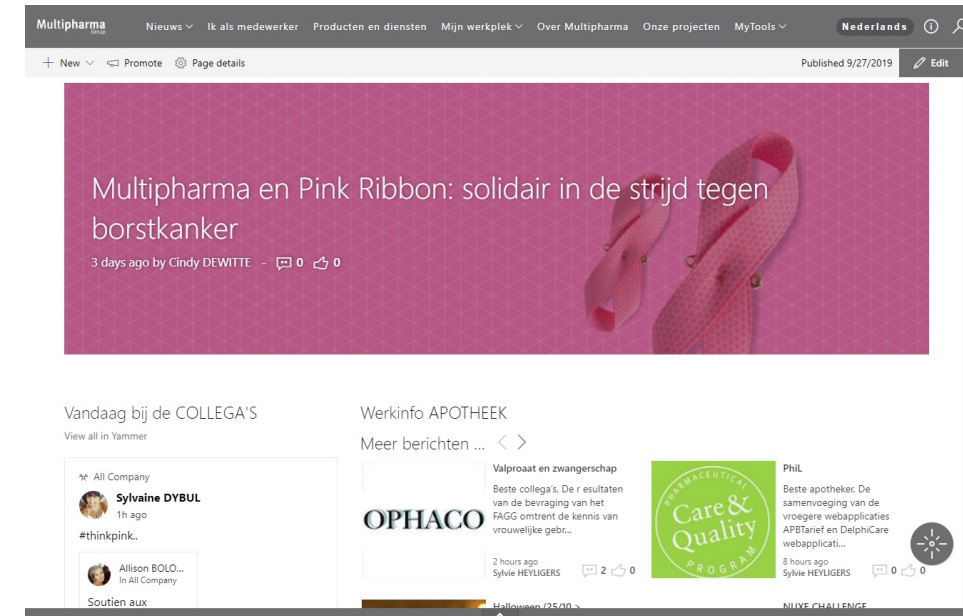 Multipharma
Group
Nieuws Ik als medewerker Producten en diensten Mijn werkplek Over Multipharma Onze projecten MyTools Nederlands
New Promote Page details Published 9/27/2019 Edit
Multipharma en Pink Ribbon: solidair in de strijd tegen
borstkanker
3 days ago by Cindy DEWITTE - 0 0
Vandaag bij de COLLEGA'S
View all in Yammer
All Company
Sylvaine DYBUL
1h ago
#thinkpink..
Allison BOLO...
In All Company
Soutien aux
Werkinfo APOTHEEK
Meer berichten ...
OPHACO
Valproaat en zwangerschap
Beste collega's, De r esultaten
van de bevraging van het
FAGG omtrent de kennis van
vrouwelijke gebr...
2 hours ago
Sylvie HEYLIGERS 2 0
PHARMACEUTICAL
Care &
Quality
PROGRAM
PhiL
Beste apotheker, De
samenvoeging van de
vroegere webapplicaties
APBTarief en DelphiCare
webapplicati...
8 hours ago
Sylvie HEYLIGERS 0 0
Halloween (25/10 >
NUXE CHALLENGE